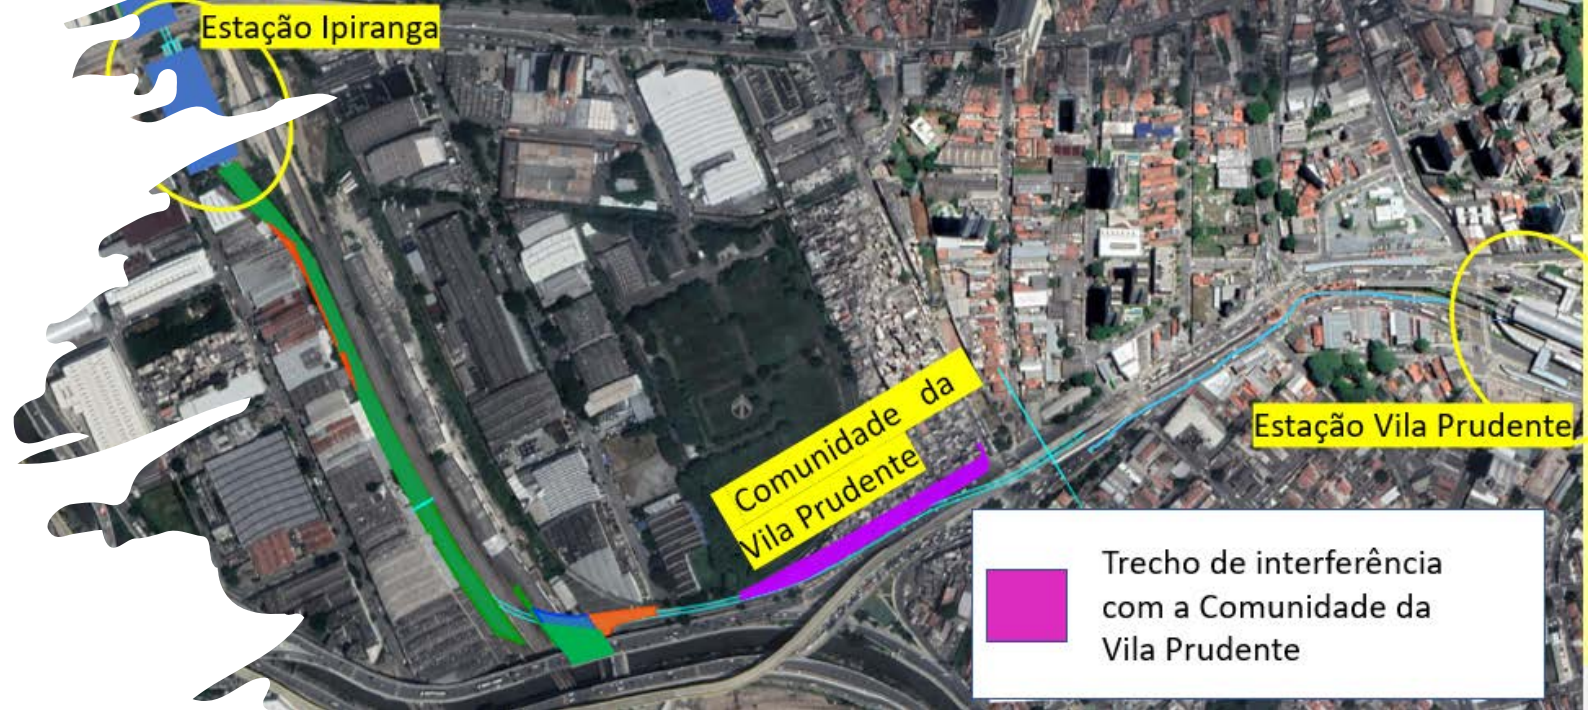 Estação Ipiranga
Comunidade da
Vila Prudente
Estação Vila Prudente
Trecho de interferência
com a Comunidade da
Vila Prudente